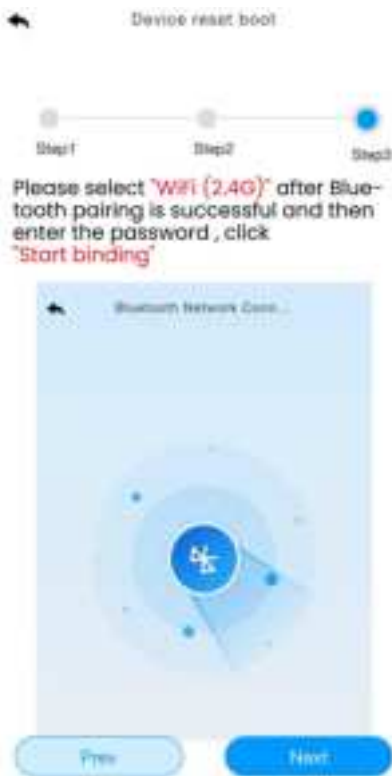 Device reset boot
Step1 Step2 Step3
Please select "WiFi (2.4G)" after Blue-
tooth pairing is successful and then
enter the password , click
"Start binding"
Bluetooth Network Conn...
Prev Next